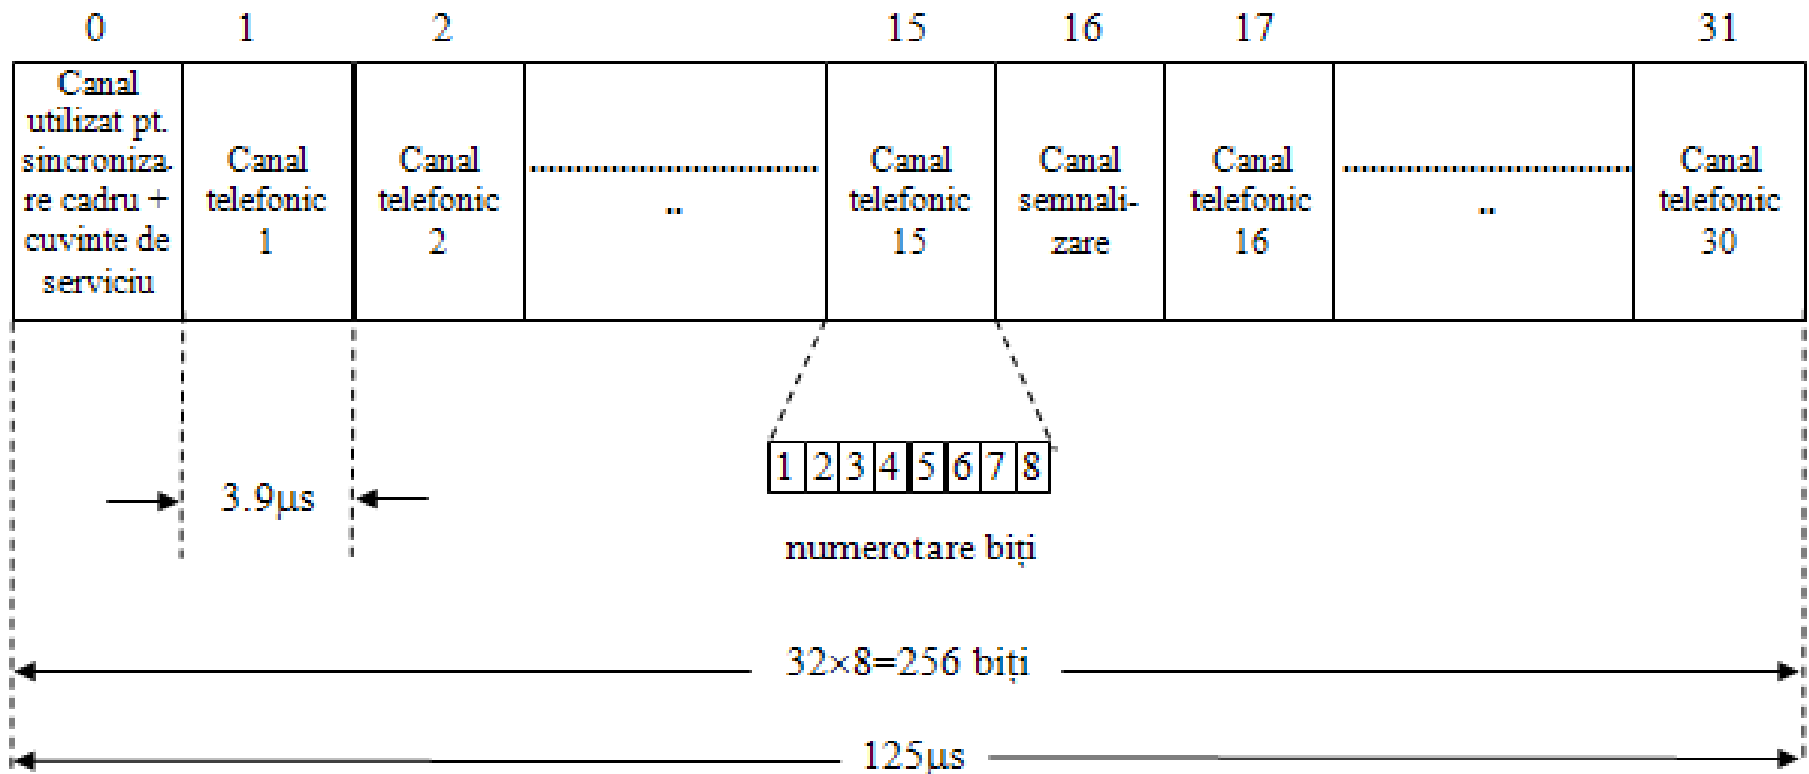 0 1 2 15 16 17 31
Canal
utilizat pt.
sincroniza-
re cadru +
cuvinte de
serviciu
Canal
telefonic
1
Canal
telefonic
2
..............................
..
Canal
telefonic
15
Canal
semnali-
zare
Canal
telefonic
16
..............................
..
Canal
telefonic
30
1 2 3 4 5 6 7 8
3.9μs
numerotare biți
32×8=256 biți
125μs